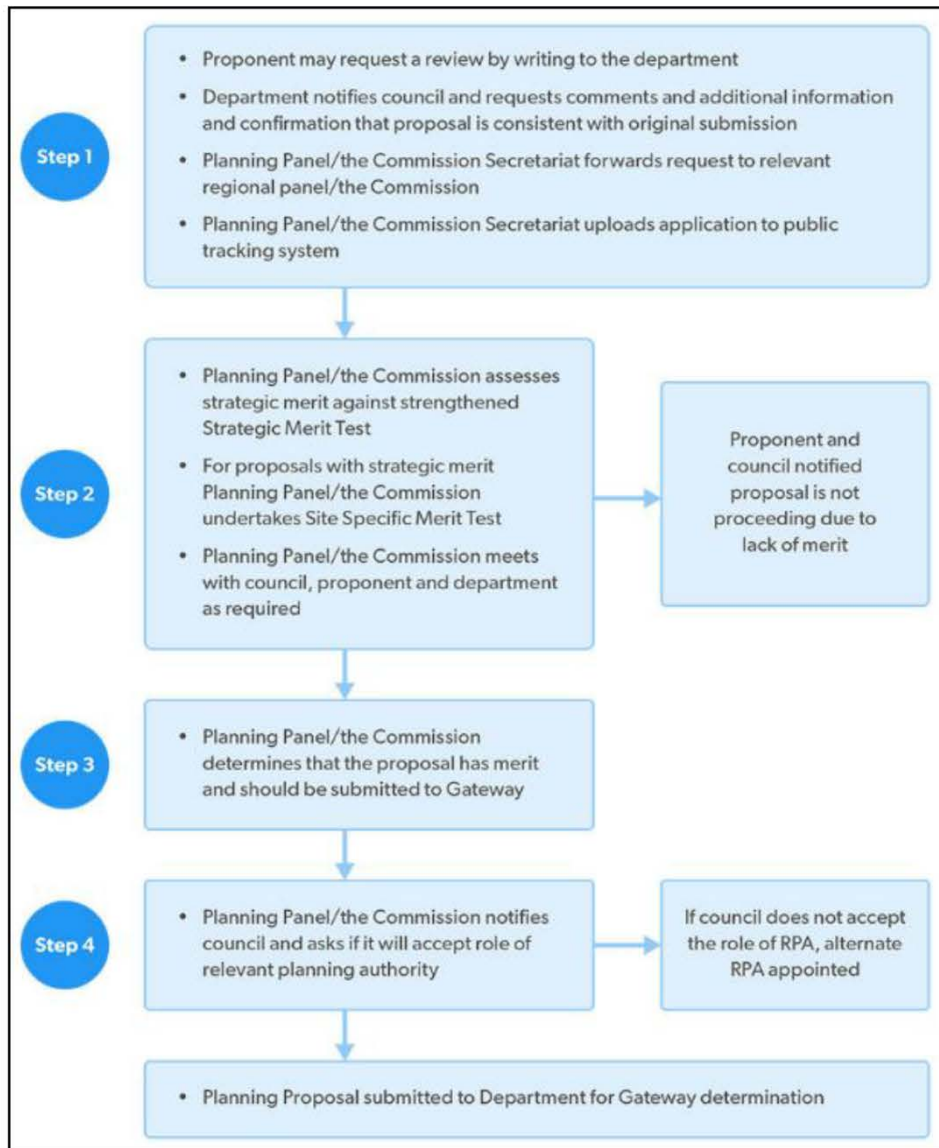 Step 1
• Proponent may request a review by writing to the department
• Department notifies council and requests comments and additional information
and confirmation that proposal is consistent with original submission
• Planning Panel/the Commission Secretariat forwards request to relevant
regional panel/the Commission
• Planning Panel/the Commission Secretariat uploads application to public
tracking system
Step 2
• Planning Panel/the Commission assesses
strategic merit against strengthened
Strategic Merit Test
• For proposals with strategic merit
Planning Panel/the Commission
undertakes Site Specific Merit Test
• Planning Panel/the Commission meets
with council, proponent and department
as required
Proponent and
council notified
proposal is not
proceeding due to
lack of merit
Step 3
• Planning Panel/the Commission
determines that the proposal has merit
and should be submitted to Gateway
Step 4
• Planning Panel/the Commission notifies
council and asks if it will accept role of
relevant planning authority
If council does not accept
the role of RPA, alternate
RPA appointed
• Planning Proposal submitted to Department for Gateway determination